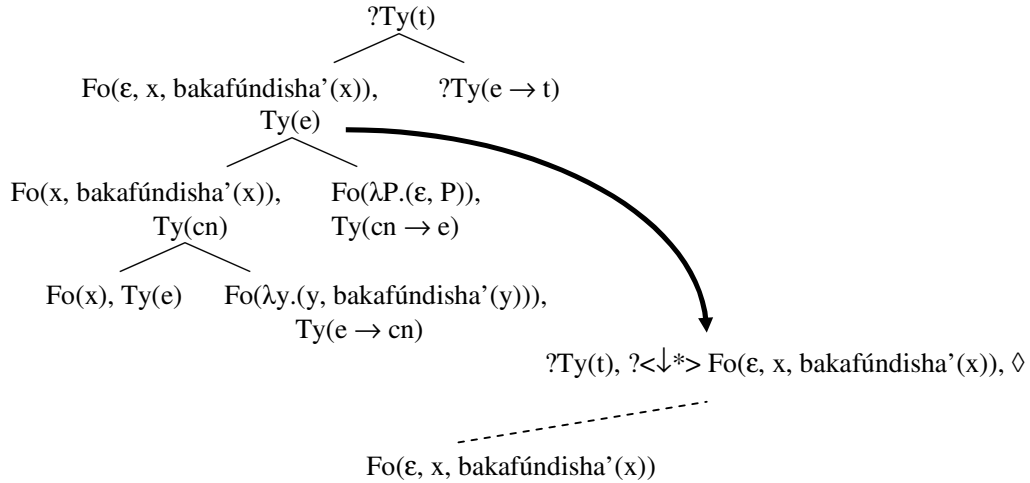 ?Ty(t)
Fo(ε, x, bakafúndisha’(x)), ?Ty(e → t)
Ty(e)
Fo(x, bakafúndisha’(x)), Fo(λP.(ε, P)),
Ty(cn) Ty(cn → e)
Fo(x), Ty(e) Fo(λy.(y, bakafúndisha’(y))),
Ty(e → cn)
?Ty(t), ?<↓*> Fo(ε, x, bakafúndisha’(x)), ◊
Fo(ε, x, bakafúndisha’(x))